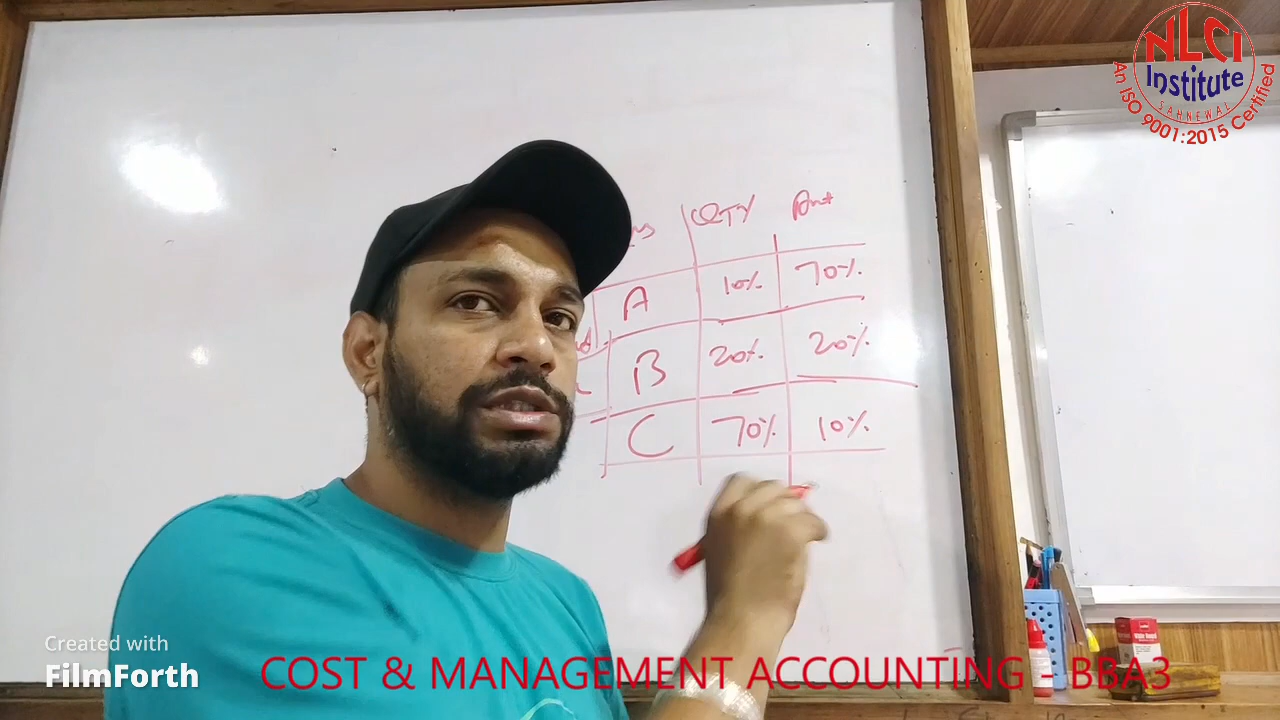 NLCI
Institute
SAHNEWAL
An ISO 9001:2015 Certified
QTY Amt
A 10% 70%
B 20% 20%
C 70% 10%
Created with
FilmForth
COST & MANAGEMENT ACCOUNTING - BBA3